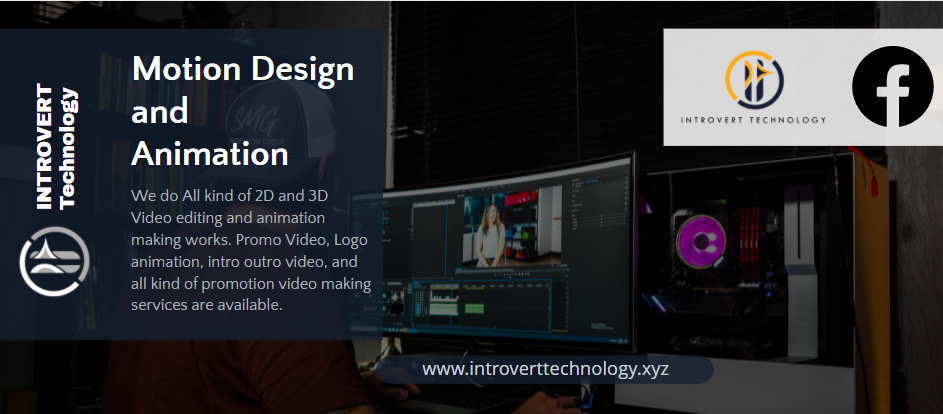 INTROVERT
Technology
Motion Design
and
Animation
We do All kind of 2D and 3D
Video editing and animation
making works. Promo Video, Logo
animation, intro outro video, and
all kind of promotion video making
services are available.
SMG
INTROVERT TECHNOLOGY
www.introverttechnology.xyz